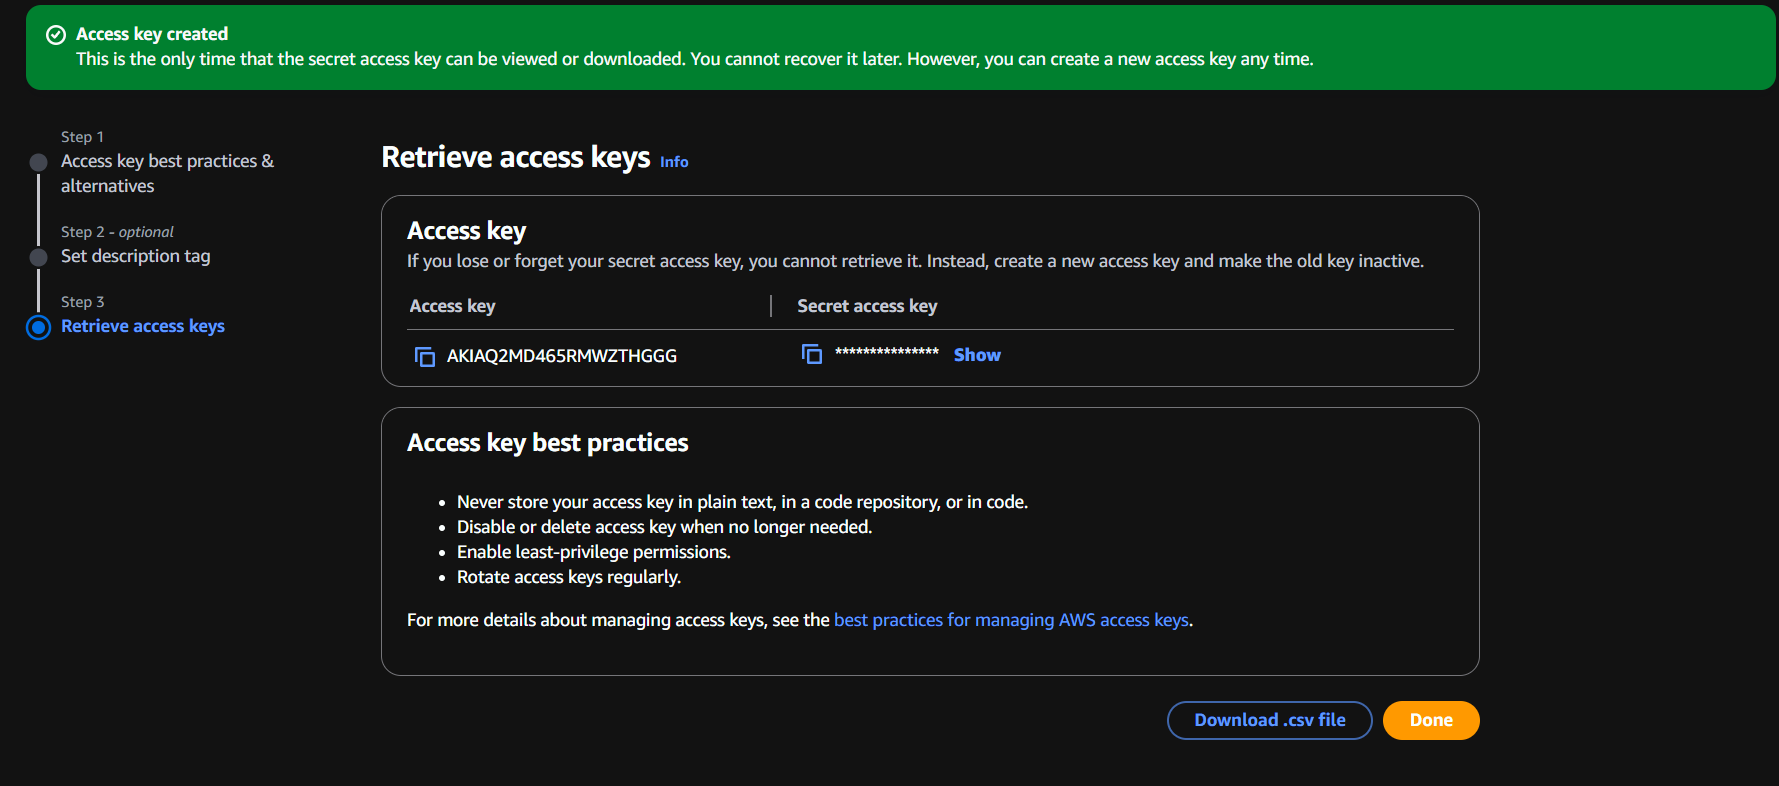 Access key created
This is the only time that the secret access key can be viewed or downloaded. You cannot recover it later. However, you can create a new access key any time.
Step 1
Access key best practices &
alternatives
Step 2 - optional
Set description tag
Step 3
Retrieve access keys
Retrieve access keys Info
Access key
If you lose or forget your secret access key, you cannot retrieve it. Instead, create a new access key and make the old key inactive.
Access key Secret access key
AKIAQ2MD465RMWZTHGGG *************** Show
Access key best practices
• Never store your access key in plain text, in a code repository, or in code.
• Disable or delete access key when no longer needed.
• Enable least-privilege permissions.
• Rotate access keys regularly.
For more details about managing access keys, see the best practices for managing AWS access keys.
Download .csv file Done